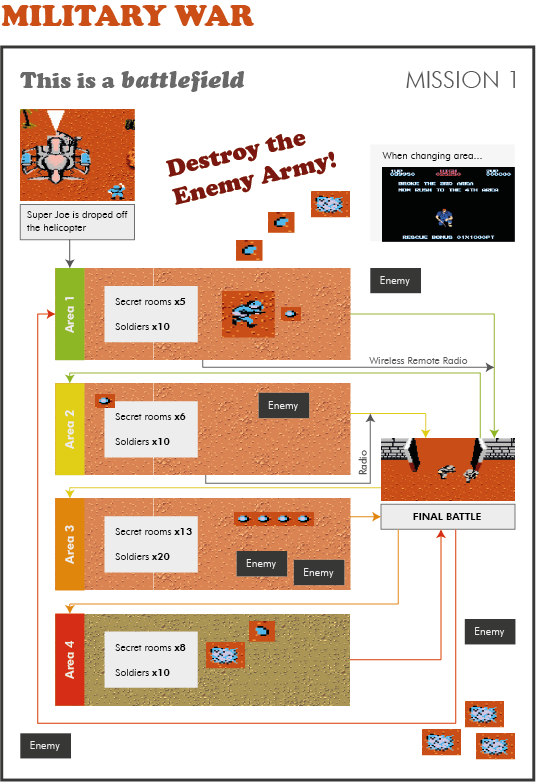 MILITARY WAR
This is a battlefield
MISSION 1
Destroy the
Enemy Army!
When changing area...
BROKE THE 3RD AREA
NOW RUSH TO THE 4TH AREA
RESCUE BONUS 01X1000PT
Super Joe is droped off
the helicopter
Enemy
Area 1
Secret rooms x5
Soldiers x10
Wireless Remote Radio
Area 2
Secret rooms x6
Soldiers x10
Enemy
Radio
FINAL BATTLE
Area 3
Secret rooms x13
Soldiers x20
Enemy
Enemy
Area 4
Secret rooms x8
Soldiers x10
Enemy
Enemy